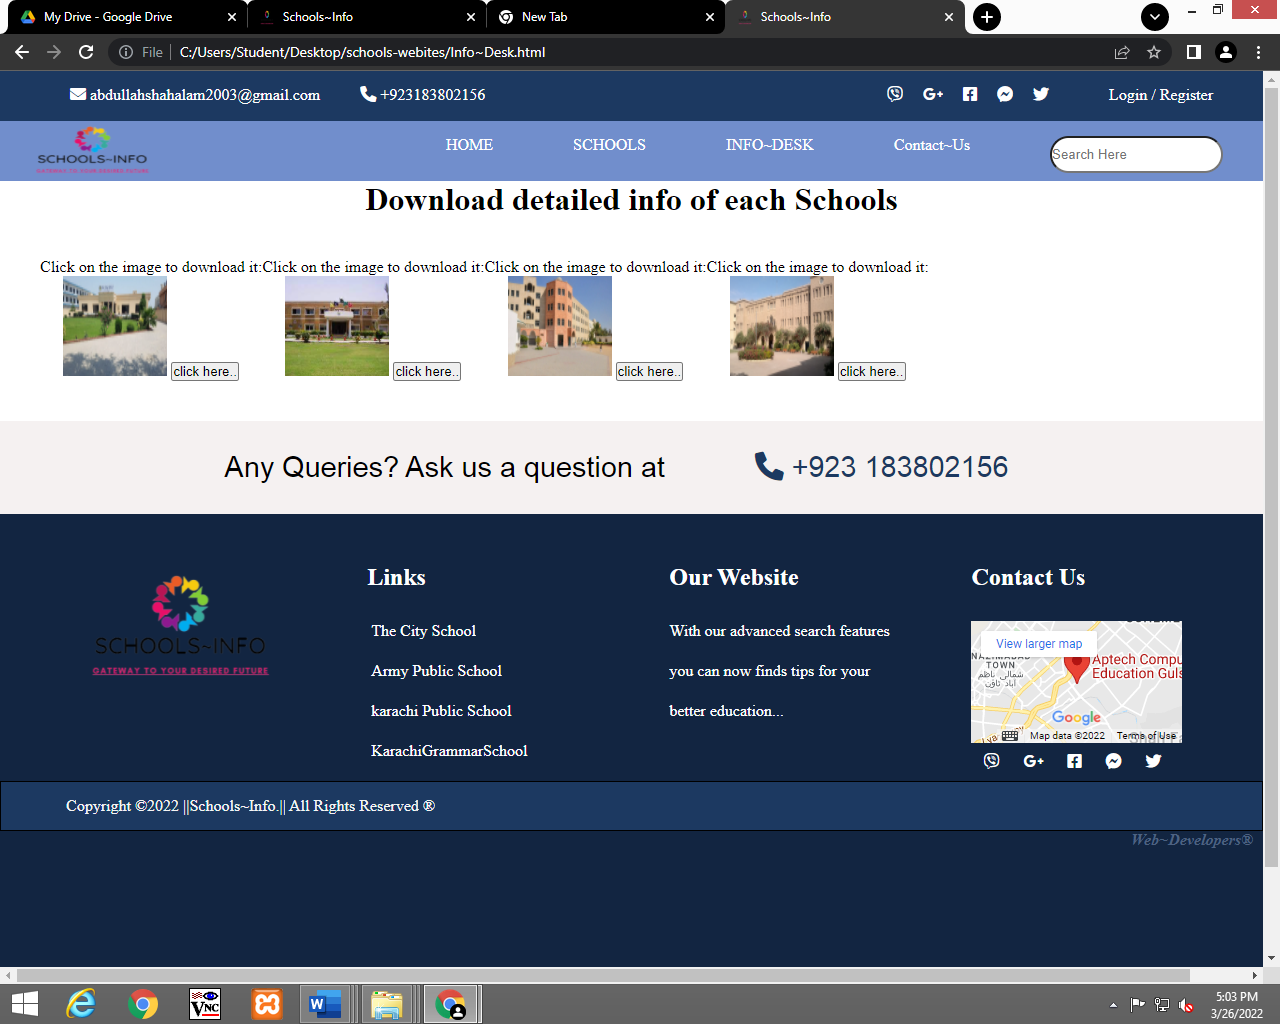 My Drive - Google Drive
Schools~Info
New Tab
Schools~Info
File
C:/Users/Student/Desktop/schools-webites/Info~Desk.html
abdullahshahalam2003@gmail.com
+923183802156
Login / Register
SCHOOLS~INFO
GATEWAY TO YOUR DESIRED FUTURE
HOME
SCHOOLS
INFO~DESK
Contact~Us
Search Here
Download detailed info of each Schools
Click on the image to download it:Click on the image to download it:Click on the image to download it:Click on the image to download it:
click here..
click here..
click here..
click here..
Any Queries? Ask us a question at
+923 183802156
SCHOOLS~INFO
GATEWAY TO YOUR DESIRED FUTURE
Links
The City School
Army Public School
karachi Public School
KarachiGrammarSchool
Our Website
With our advanced search features
you can now finds tips for your
better education...
Contact Us
View larger map
TOWN
شمالی ناظم
آباد ٹاؤن
Aptech Compu
Education Guls
Google
Map data ©2022
Terms of Use
Copyright ©2022 ||Schools~Info.|| All Rights Reserved ®
Web~Developers®
5:03 PM
3/26/2022